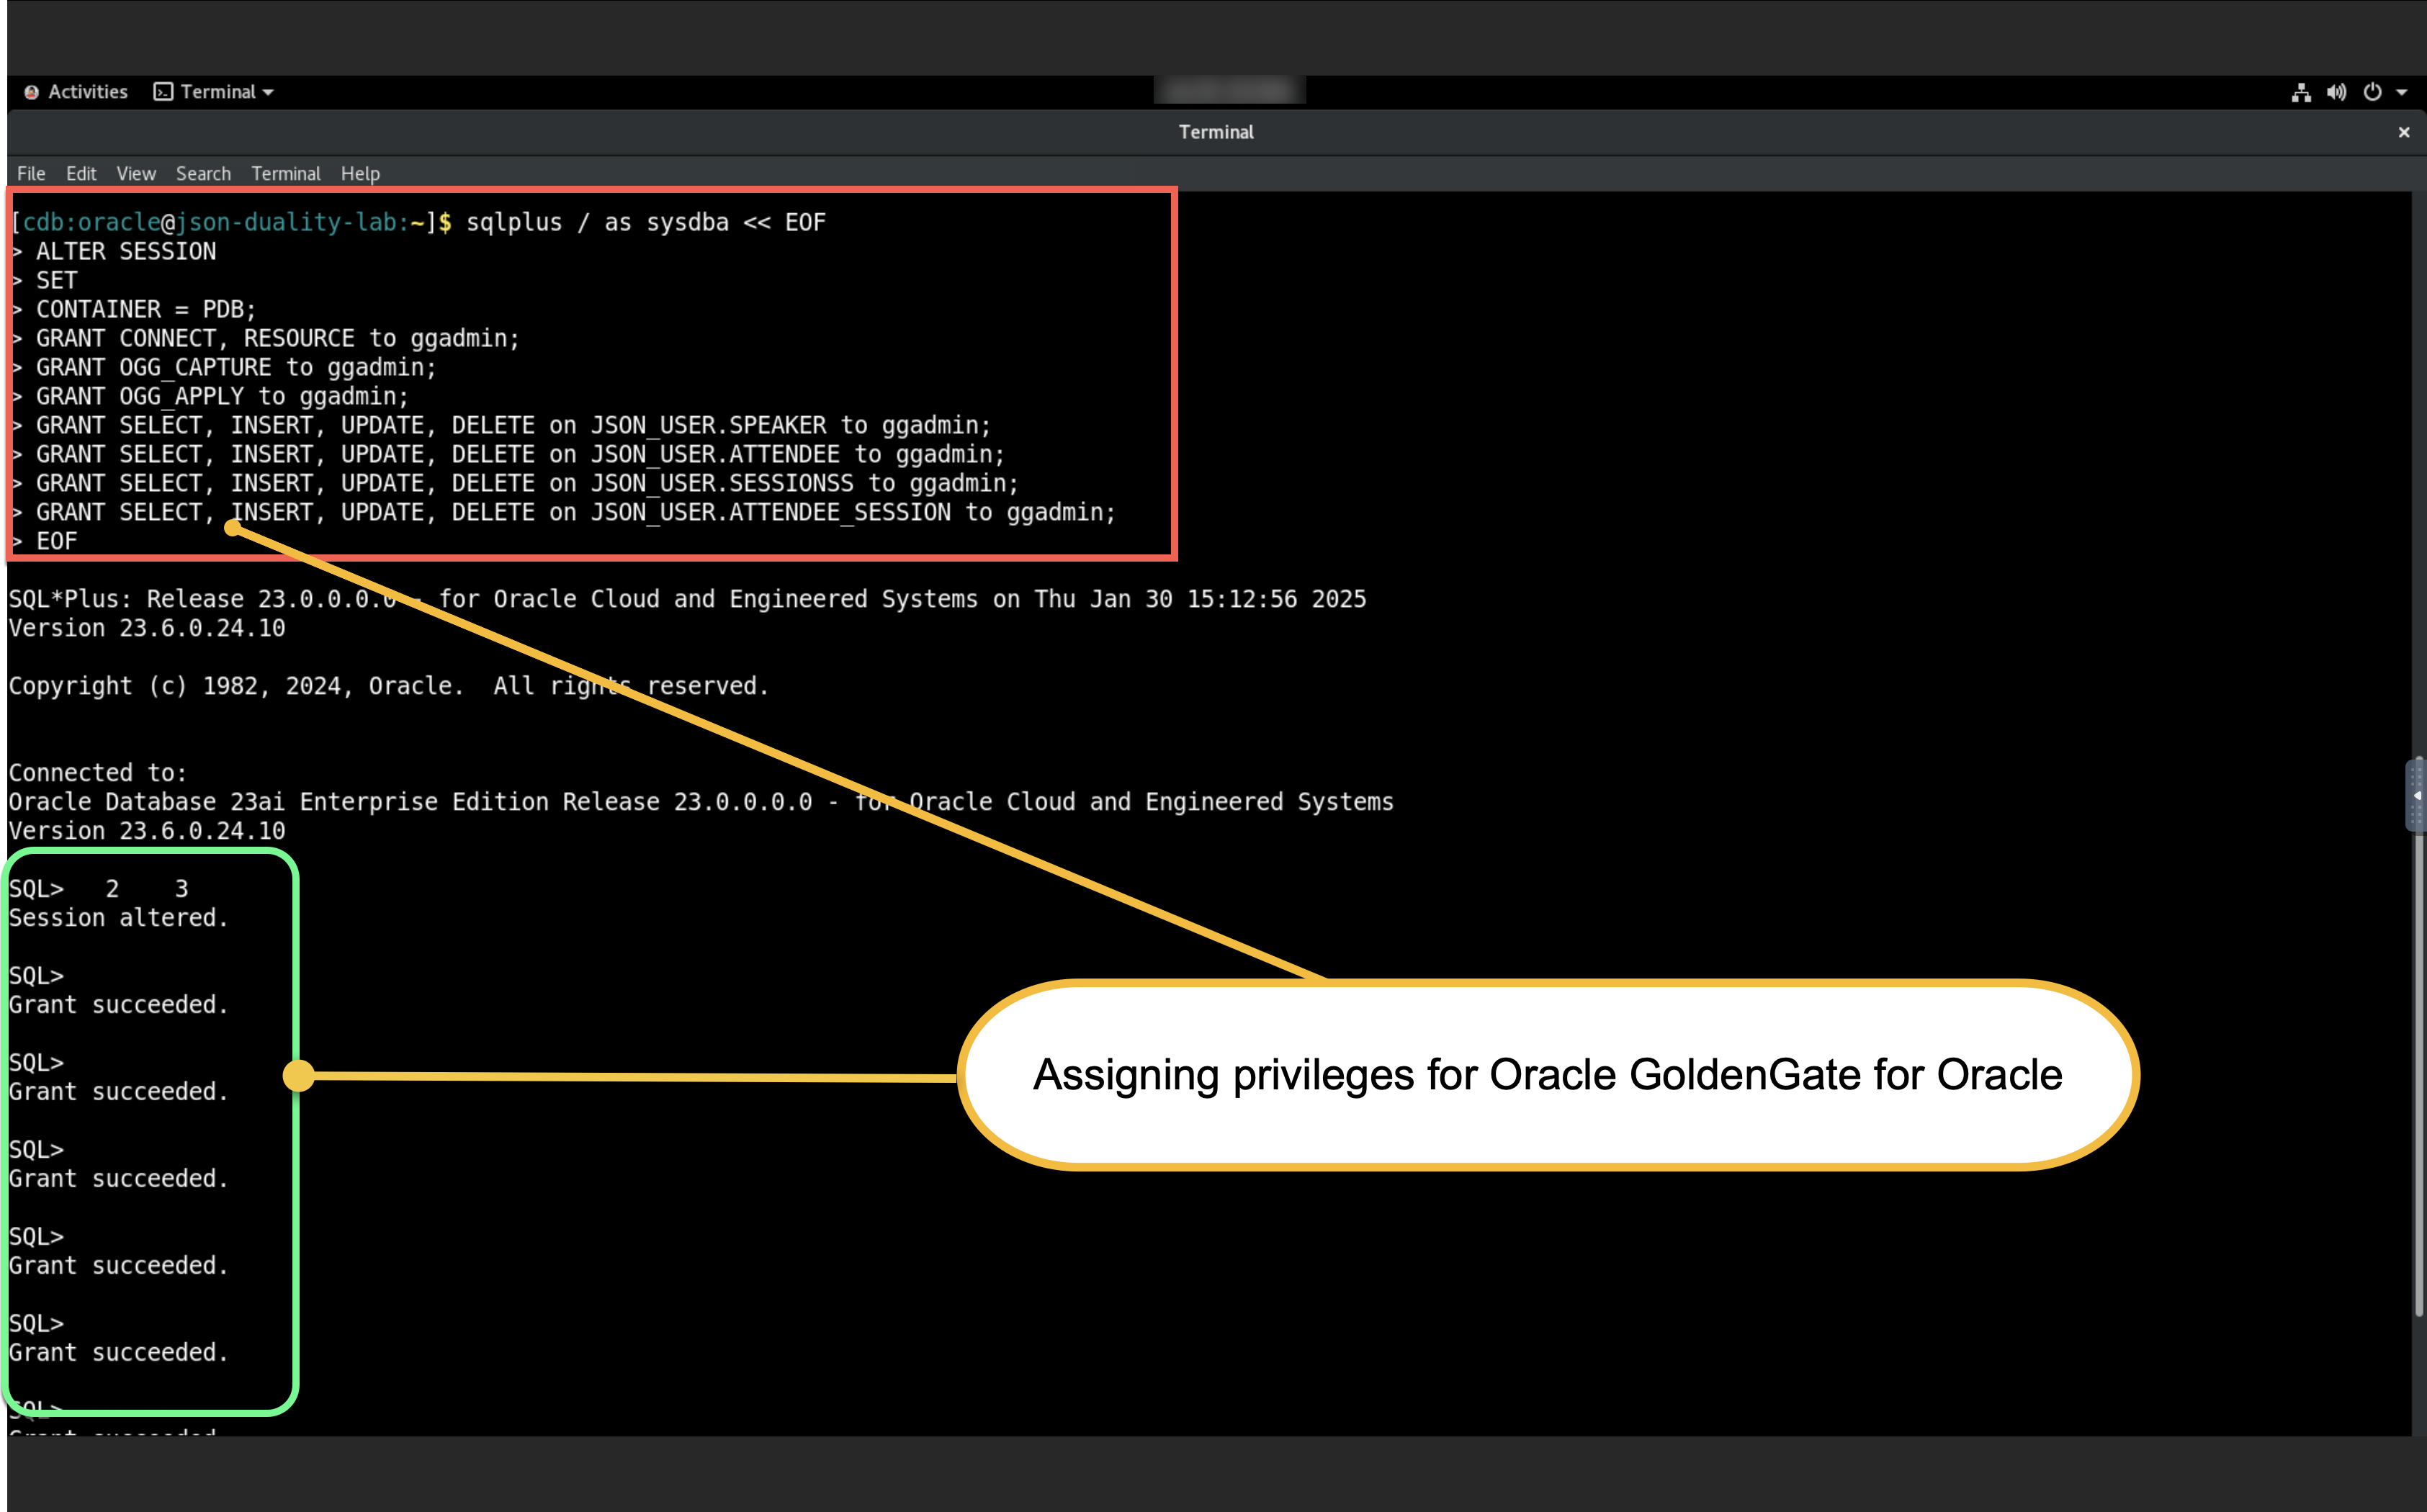 Activities Terminal
Terminal
File Edit View Search Terminal Help
[cdb:oracle@json-duality-lab:~]$ sqlplus / as sysdba << EOF
> ALTER SESSION
> SET
> CONTAINER = PDB;
> GRANT CONNECT, RESOURCE to ggadmin;
> GRANT OGG_CAPTURE to ggadmin;
> GRANT OGG_APPLY to ggadmin;
> GRANT SELECT, INSERT, UPDATE, DELETE on JSON_USER.SPEAKER to ggadmin;
> GRANT SELECT, INSERT, UPDATE, DELETE on JSON_USER.ATTENDEE to ggadmin;
> GRANT SELECT, INSERT, UPDATE, DELETE on JSON_USER.SESSIONSS to ggadmin;
> GRANT SELECT, INSERT, UPDATE, DELETE on JSON_USER.ATTENDEE_SESSION to ggadmin;
> EOF
SQL*Plus: Release 23.0.0.0.0 - for Oracle Cloud and Engineered Systems on Thu Jan 30 15:12:56 2025
Version 23.6.0.24.10
Copyright (c) 1982, 2024, Oracle.  All rights reserved.
Connected to:
Oracle Database 23ai Enterprise Edition Release 23.0.0.0.0 - for Oracle Cloud and Engineered Systems
Version 23.6.0.24.10
SQL>   2    3
Session altered.
SQL>
Grant succeeded.
SQL>
Grant succeeded.
SQL>
Grant succeeded.
SQL>
Grant succeeded.
SQL>
Grant succeeded.
SQL>
Grant succeeded.
Assigning privileges for Oracle GoldenGate for Oracle